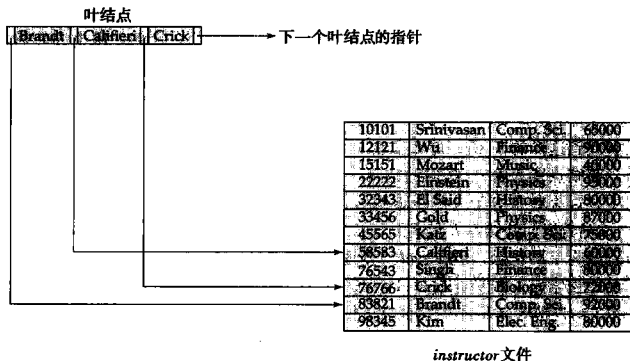 叶结点
Brandt Califieri Crick 下一个叶结点的指针
10101 Srinivasan Comp. Sci. 65000
12121 Wu Finance 90000
15151 Mozart Music 40000
22222 Einstein Physics 95000
32343 El Said History 80000
33456 Gold Physics 87000
45565 Katz Comp. Sci. 75000
58583 Califieri History 60000
76543 Singh Finance 80000
76766 Crick Biology 72000
83821 Brandt Comp. Sci. 92000
98345 Kim Elec. Eng. 80000
instructor文件